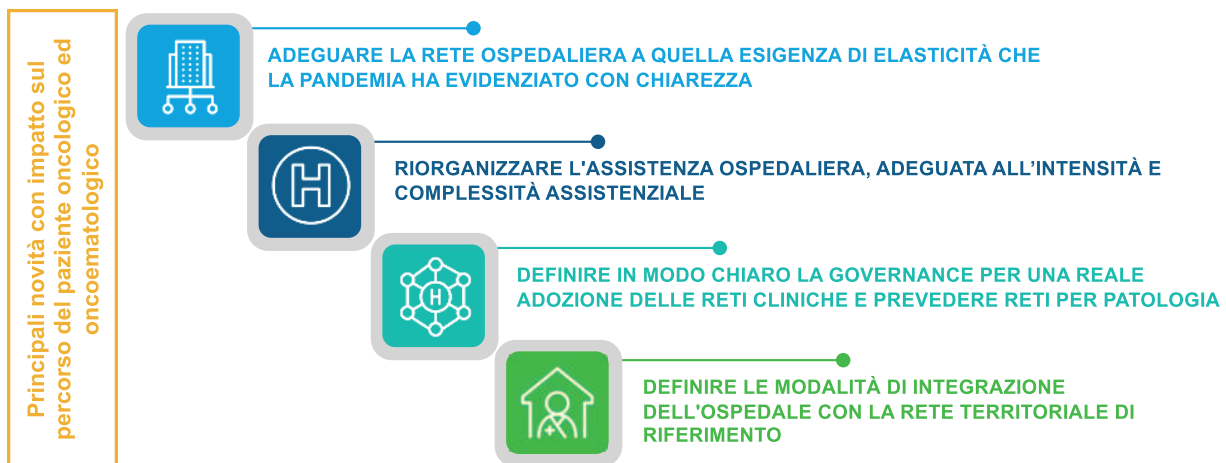 Principali novità con impatto sul
percorso del paziente oncologico ed
oncoematologico
ADEGUARE LA RETE OSPEDALIERA A QUELLA ESIGENZA DI ELASTICITÀ CHE
LA PANDEMIA HA EVIDENZIATO CON CHIAREZZA
H
RIORGANIZZARE L'ASSISTENZA OSPEDALIERA, ADEGUATA ALL’INTENSITÀ E
COMPLESSITÀ ASSISTENZIALE
H
DEFINIRE IN MODO CHIARO LA GOVERNANCE PER UNA REALE
ADOZIONE DELLE RETI CLINICHE E PREVEDERE RETI PER PATOLOGIA
DEFINIRE LE MODALITÀ DI INTEGRAZIONE
DELL'OSPEDALE CON LA RETE TERRITORIALE DI
RIFERIMENTO